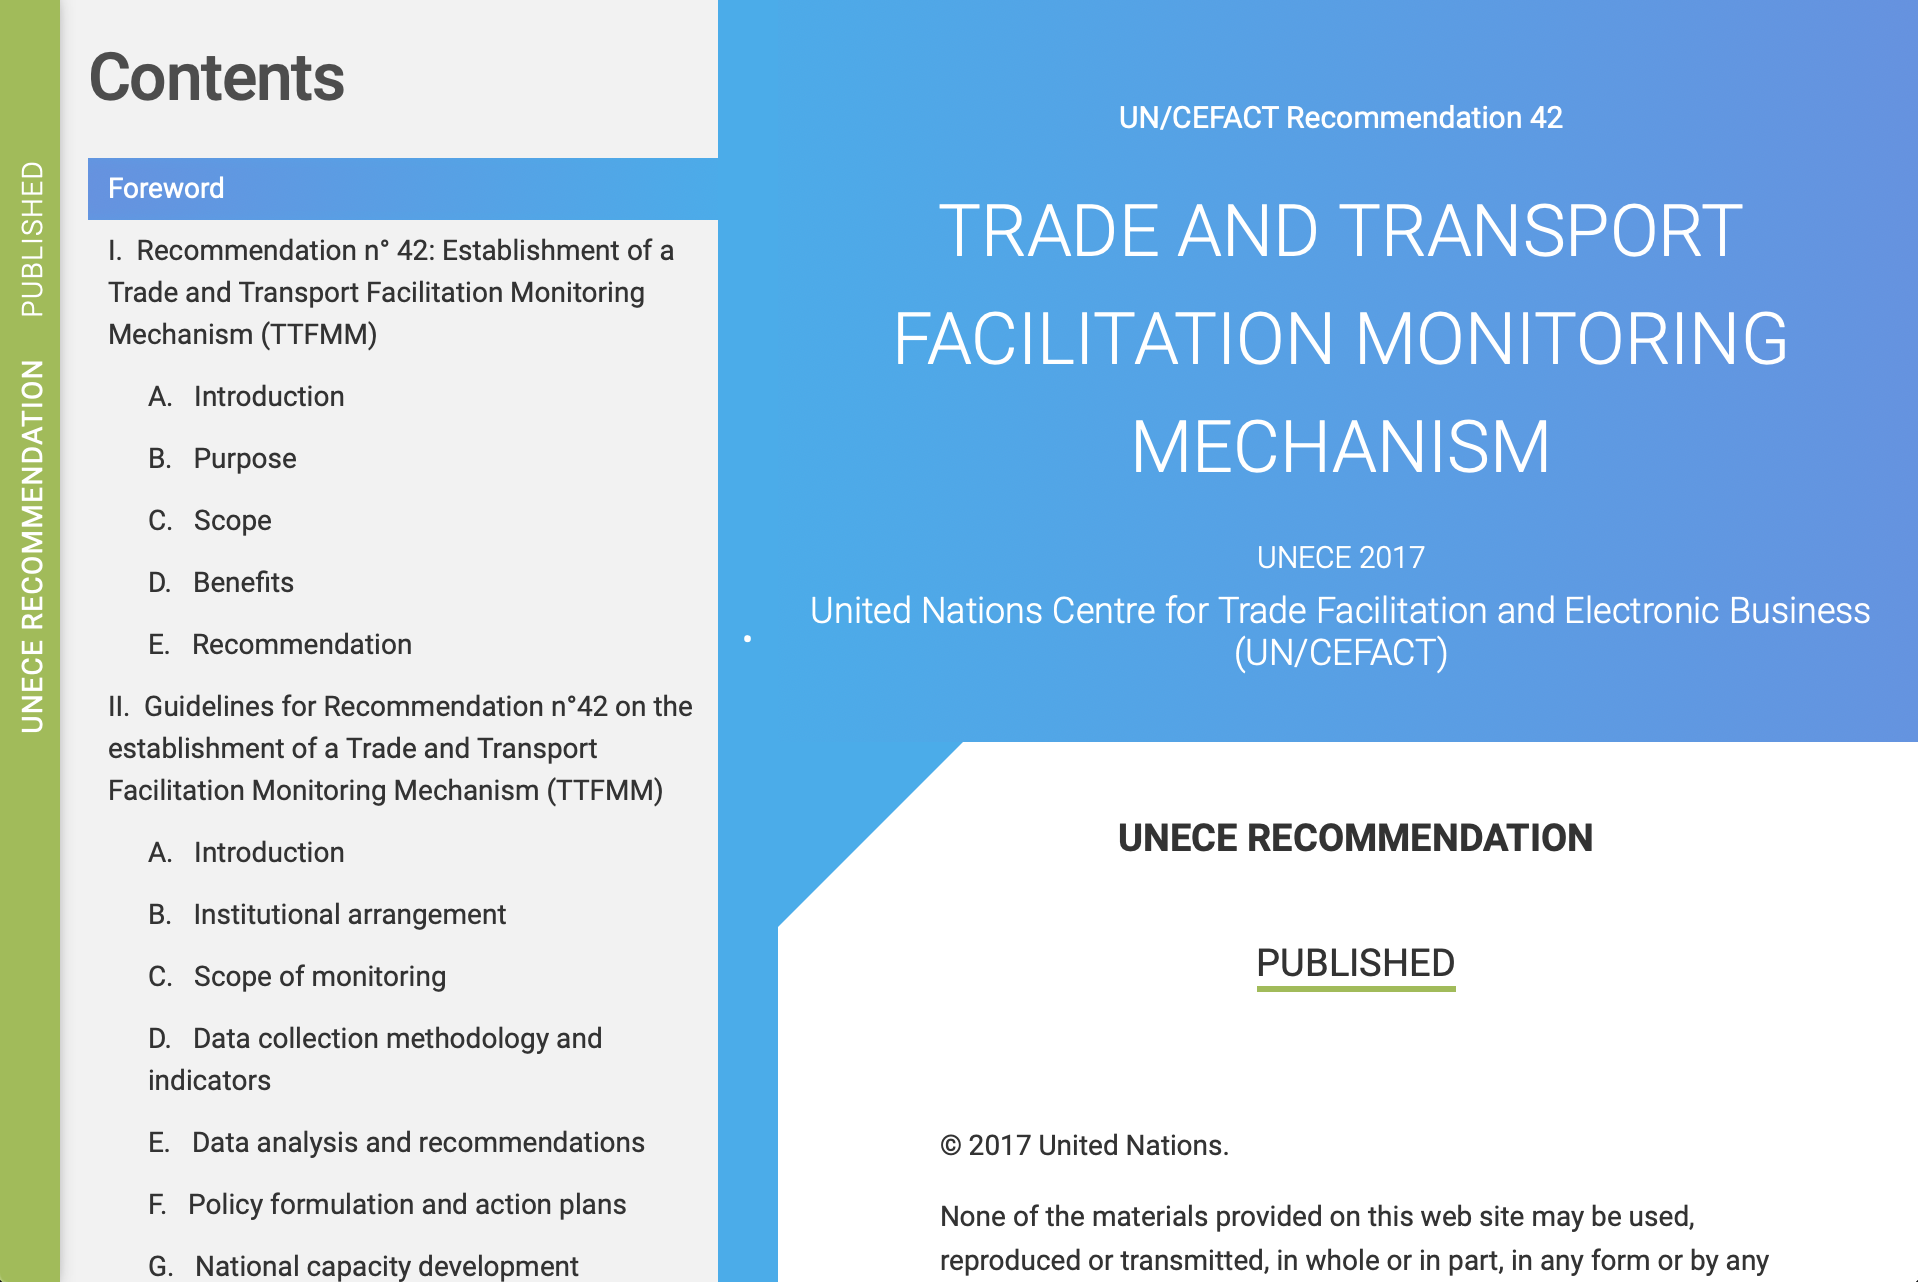 UNECE RECOMMENDATION PUBLISHED
Contents
Foreword
I. Recommendation n° 42: Establishment of a
Trade and Transport Facilitation Monitoring
Mechanism (TTFMM)
A. Introduction
B. Purpose
C. Scope
D. Benefits
E. Recommendation
II. Guidelines for Recommendation n°42 on the
establishment of a Trade and Transport
Facilitation Monitoring Mechanism (TTFMM)
A. Introduction
B. Institutional arrangement
C. Scope of monitoring
D. Data collection methodology and
indicators
E. Data analysis and recommendations
F. Policy formulation and action plans
G. National capacity development
UN/CEFACT Recommendation 42
TRADE AND TRANSPORT
FACILITATION MONITORING
MECHANISM
UNECE 2017
United Nations Centre for Trade Facilitation and Electronic Business
(UN/CEFACT)
UNECE RECOMMENDATION
PUBLISHED
© 2017 United Nations.
None of the materials provided on this web site may be used,
reproduced or transmitted, in whole or in part, in any form or by any